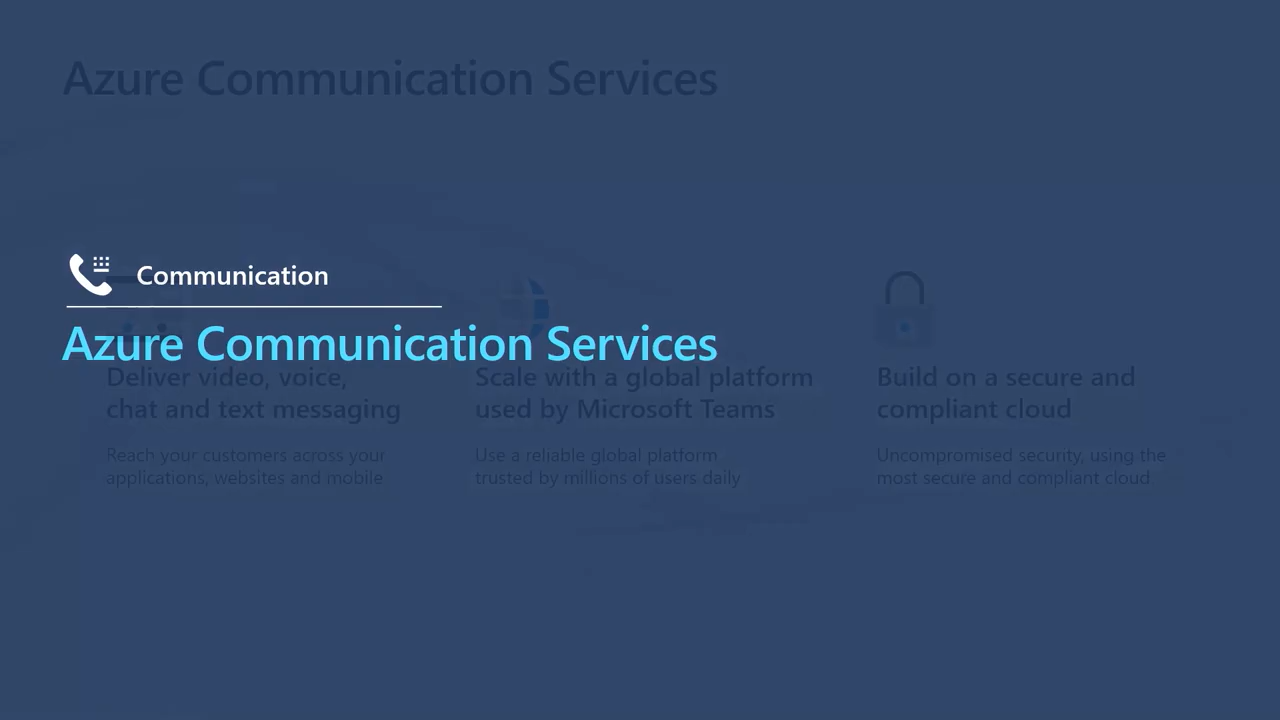 Azure Communication Services
Communication
Azure Communication Services
Deliver video, voice,
chat and text messaging
Reach your customers across your
applications, websites and mobile
Scale with a global platform
used by Microsoft Teams
Use a reliable global platform
trusted by millions of users daily
Build on a secure and
compliant cloud
Uncompromised security, using the
most secure and compliant cloud